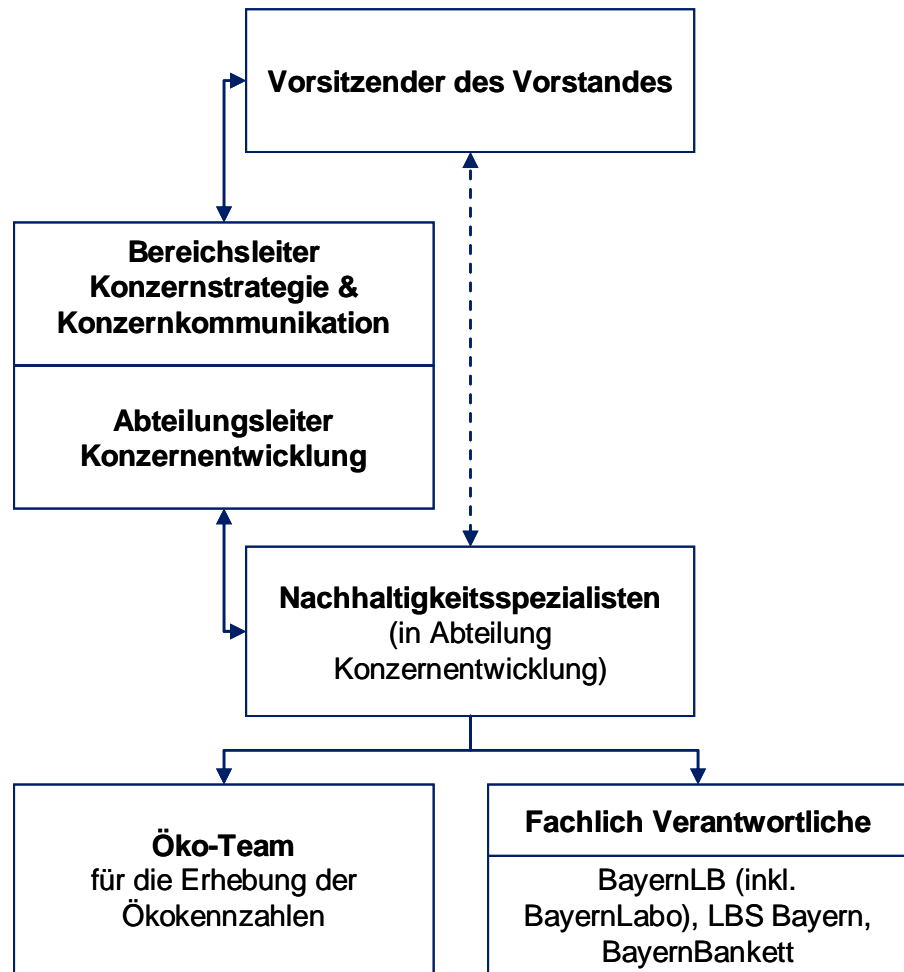 Vorsitzender des Vorstandes
Bereichsleiter
Konzernstrategie &
Konzernkommunikation
Abteilungsleiter
Konzernentwicklung
Nachhaltigkeitsspezialisten
(in Abteilung
Konzernentwicklung)
Öko-Team
für die Erhebung der
Ökokennzahlen
Fachlich Verantwortliche
BayernLB (inkl.
BayernLabo), LBS Bayern,
BayernBankett